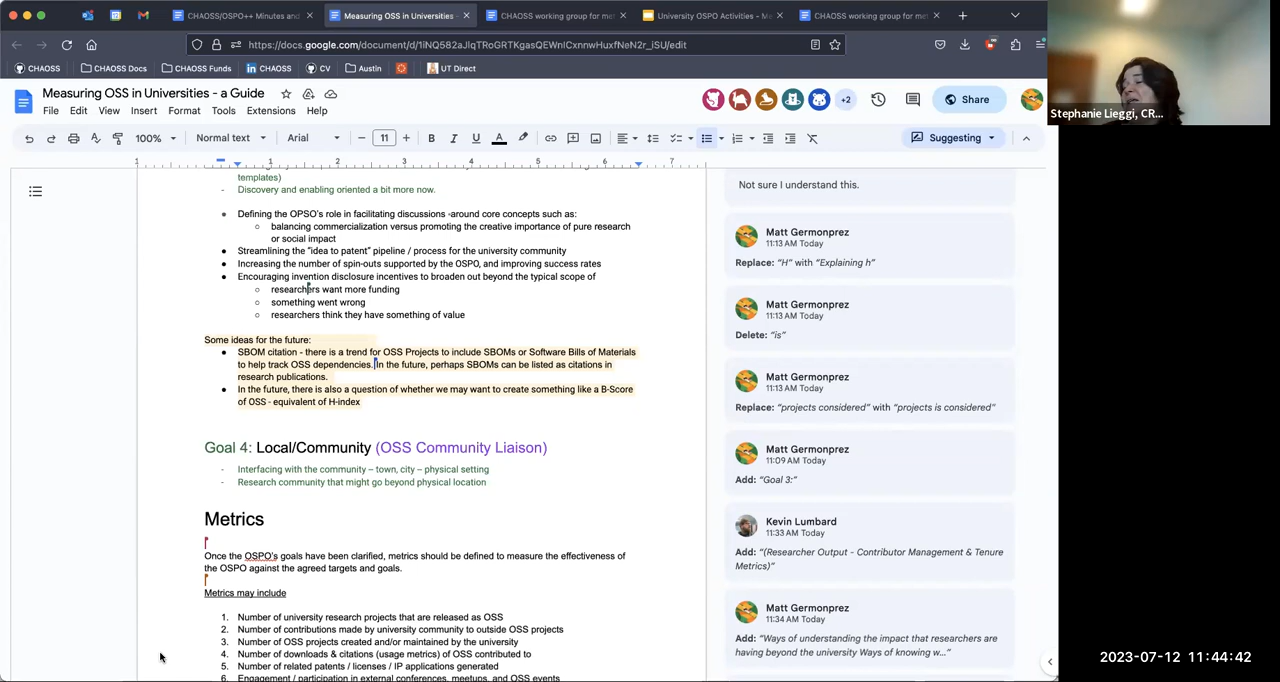 CHAOSS/OSPO++ Minutes and
Measuring OSS in Universities -
CHAOSS working group for me
University OSPO Activities - Me
CHAOSS working group for me
https://docs.google.com/document/d/1iNQ582aJlqTRoGRTKgasQEWnlCxnnwHuxfNeN2r_iSU/edit
CHAOSS
CHAOSS Docs
CHAOSS Funds
CHAOSS
CV
Austin
UT Direct
Measuring OSS in Universities - a Guide
File Edit View Insert Format Tools Extensions Help
+2
Share
Stephanie Lieggi, CR...
100%
Normal text
Arial
11
B I U A
Suggesting
1 1 2 3 4 5 6 7
templates)
- Discovery and enabling oriented a bit more now.
● Defining the OPSO's role in facilitating discussions -around core concepts such as:
○ balancing commercialization versus promoting the creative importance of pure research
or social impact
● Streamlining the "idea to patent" pipeline / process for the university community
● Increasing the number of spin-outs supported by the OSPO, and improving success rates
● Encouraging invention disclosure incentives to broaden out beyond the typical scope of
○ researchers want more funding
○ something went wrong
○ researchers think they have something of value
Some ideas for the future:
● SBOM citation - there is a trend for OSS Projects to include SBOMs or Software Bills of Materials
to help track OSS dependencies. In the future, perhaps SBOMs can be listed as citations in
research publications.
● In the future, there is also a question of whether we may want to create something like a B-Score
of OSS - equivalent of H-index
Goal 4: Local/Community (OSS Community Liaison)
- Interfacing with the community – town, city – physical setting
- Research community that might go beyond physical location
Metrics
Once the OSPO's goals have been clarified, metrics should be defined to measure the effectiveness of
the OSPO against the agreed targets and goals.
Metrics may include
1. Number of university research projects that are released as OSS
2. Number of contributions made by university community to outside OSS projects
3. Number of OSS projects created and/or maintained by the university
4. Number of downloads & citations (usage metrics) of OSS contributed to
5. Number of related patents / licenses / IP applications generated
6. Engagement / participation in external conferences, meetups, and OSS events
Not sure I understand this.
Matt Germonprez
11:13 AM Today
Replace: "H" with "Explaining h"
Matt Germonprez
11:13 AM Today
Delete: "is"
Matt Germonprez
11:13 AM Today
Replace: "projects considered" with "projects is considered"
Matt Germonprez
11:09 AM Today
Add: "Goal 3:"
Kevin Lumbard
11:33 AM Today
Add: "(Researcher Output - Contributor Management & Tenure
Metrics)"
Matt Germonprez
11:34 AM Today
Add: "Ways of understanding the impact that researchers are
having beyond the university Ways of knowing w..."
2023-07-12 11:44:42